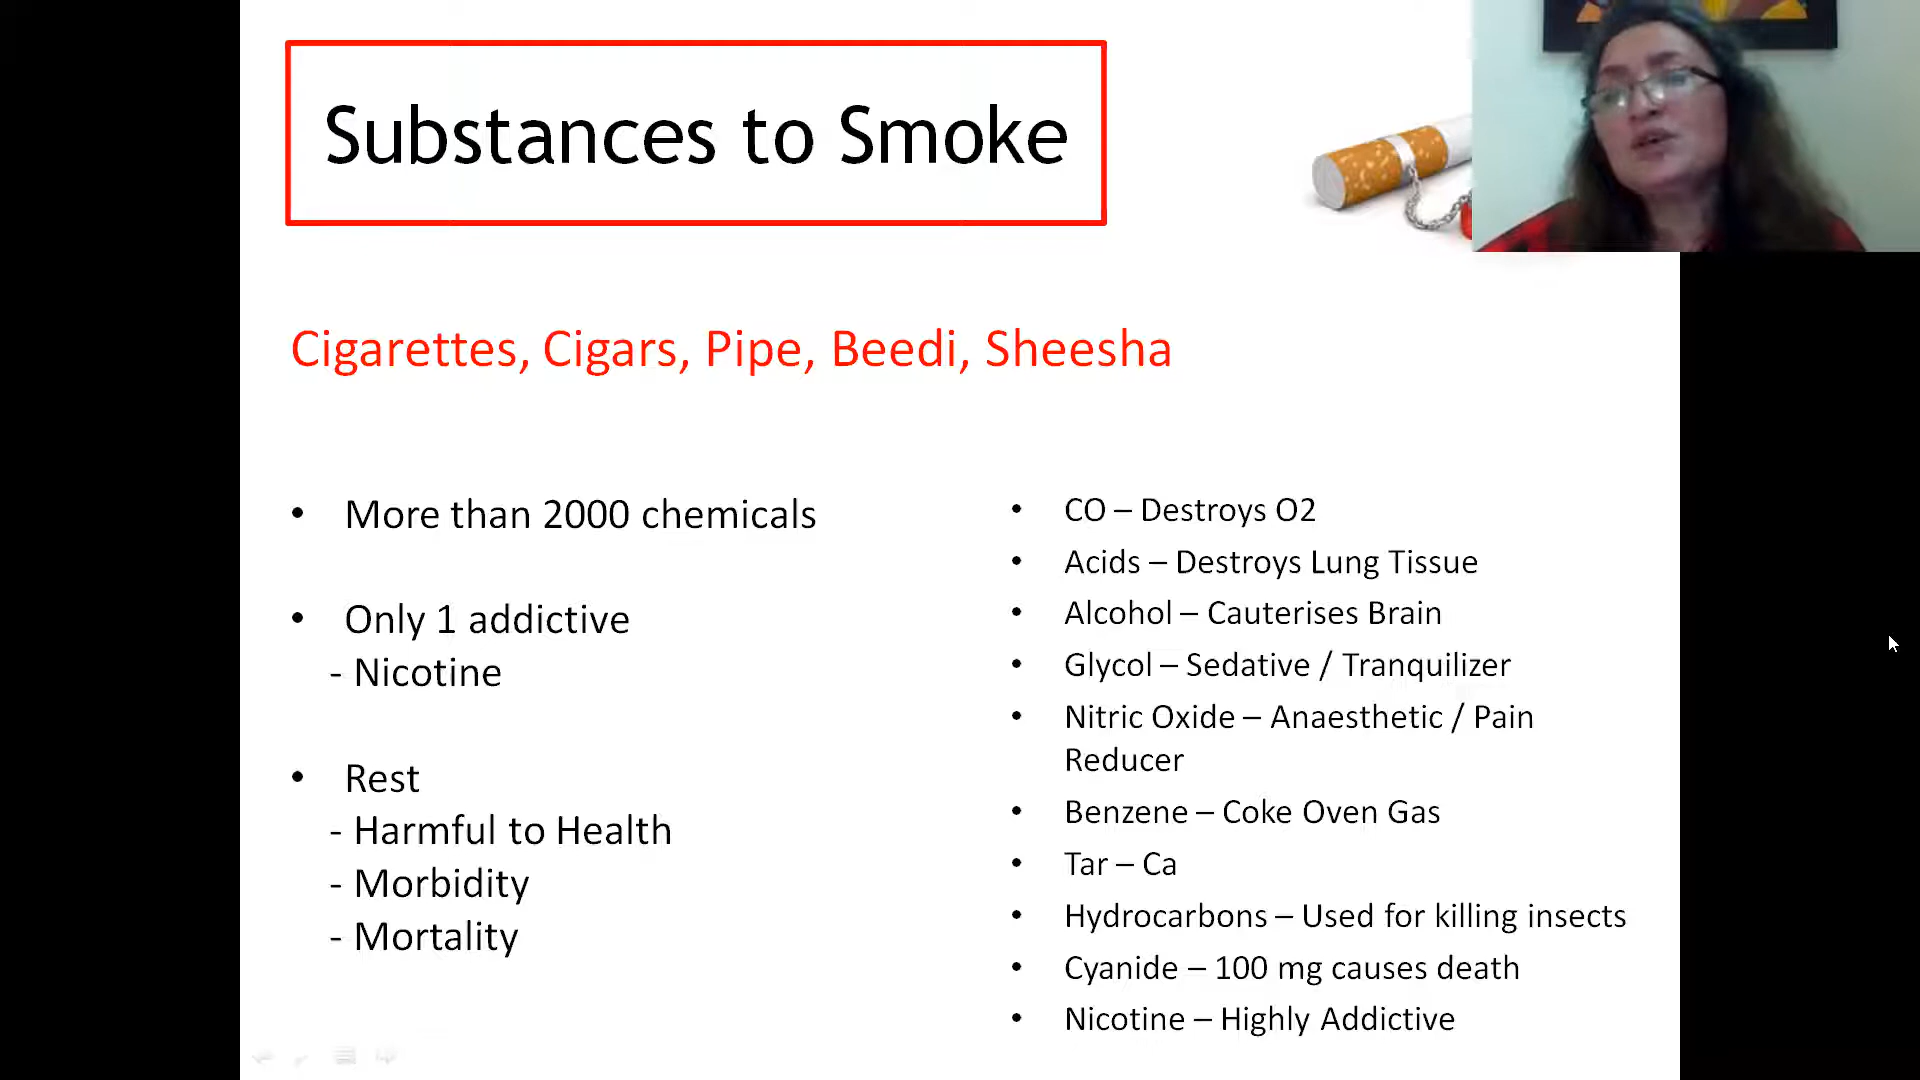 Substances to Smoke
Cigarettes, Cigars, Pipe, Beedi, Sheesha
• More than 2000 chemicals
• Only 1 addictive
- Nicotine
• Rest
- Harmful to Health
- Morbidity
- Mortality
• CO – Destroys O2
• Acids – Destroys Lung Tissue
• Alcohol – Cauterises Brain
• Glycol – Sedative / Tranquilizer
• Nitric Oxide – Anaesthetic / Pain
Reducer
• Benzene – Coke Oven Gas
• Tar – Ca
• Hydrocarbons – Used for killing insects
• Cyanide – 100 mg causes death
• Nicotine – Highly Addictive